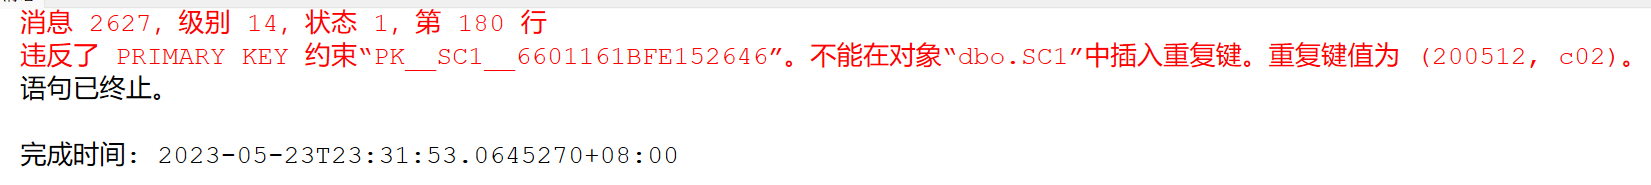 消息 2627，级别 14，状态 1，第 180 行
违反了 PRIMARY KEY 约束“PK__SC1__6601161BFE152646”。不能在对象“dbo.SC1”中插入重复键。重复键值为 (200512, c02)。
语句已终止。
完成时间: 2023-05-23T23:31:53.0645270+08:00